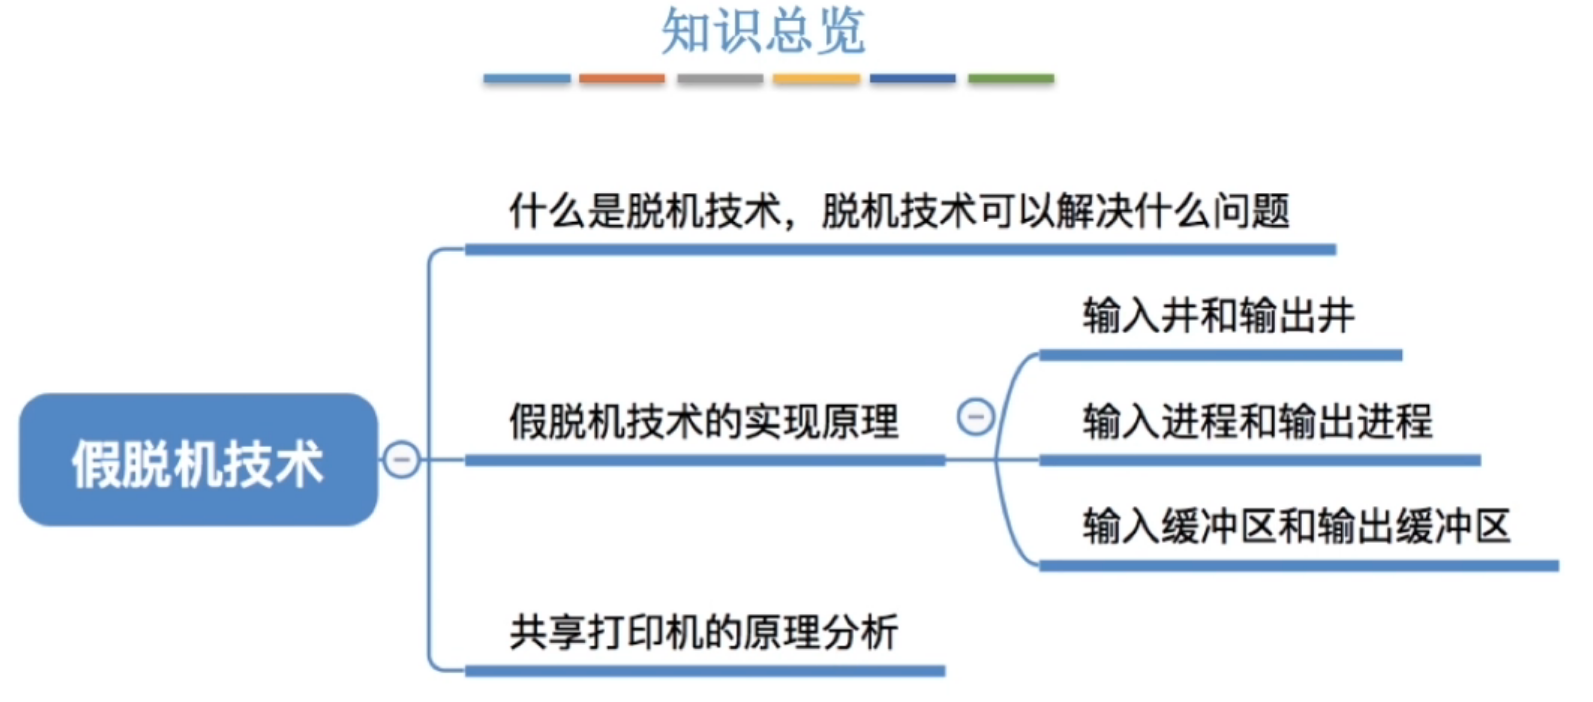 知识总览
什么是脱机技术，脱机技术可以解决什么问题
输入井和输出井
假脱机技术的实现原理
输入进程和输出进程
假脱机技术
输入缓冲区和输出缓冲区
共享打印机的原理分析